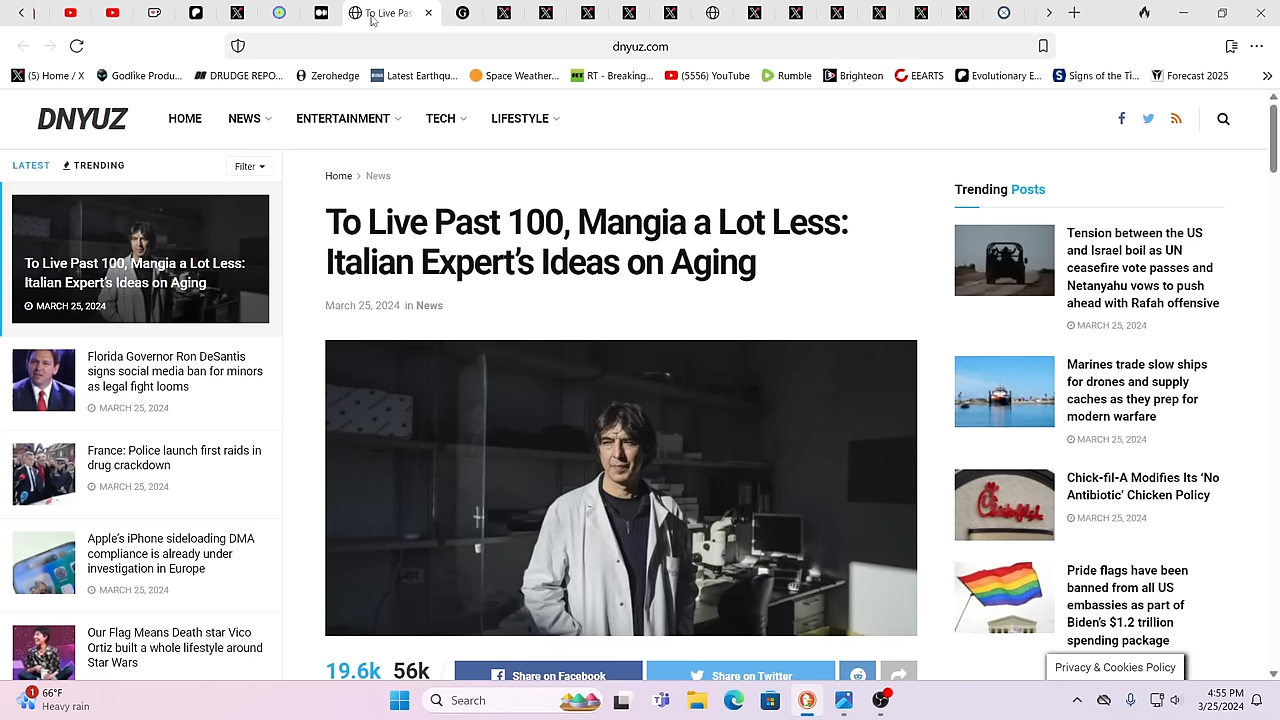 To Live Pas
dnyuz.com
(5) Home / X
Godlike Produ...
DRUDGE REPO...
Zerohedge
Latest Earthqu...
Space Weather...
RT - Breaking...
(5556) YouTube
Rumble
Brighteon
EEARTS
Evolutionary E...
Signs of the Ti...
Forecast 2025
DNYUZ
HOME
NEWS
ENTERTAINMENT
TECH
LIFESTYLE
LATEST
TRENDING
Filter
To Live Past 100, Mangia a Lot Less:
Italian Expert's Ideas on Aging
MARCH 25, 2024
Florida Governor Ron DeSantis
signs social media ban for minors
as legal fight looms
MARCH 25, 2024
France: Police launch first raids in
drug crackdown
MARCH 25, 2024
Apple's iPhone sideloading DMA
compliance is already under
investigation in Europe
MARCH 25, 2024
Our Flag Means Death star Vico
Ortiz built a whole lifestyle around
Star Wars
Home > News
To Live Past 100, Mangia a Lot Less:
Italian Expert's Ideas on Aging
March 25, 2024 in News
19.6k 56k
Share on Facebook
Share on Twitter
Trending Posts
Tension between the US
and Israel boil as UN
ceasefire vote passes and
Netanyahu vows to push
ahead with Rafah offensive
MARCH 25, 2024
Marines trade slow ships
for drones and supply
caches as they prep for
modern warfare
MARCH 25, 2024
Chick-fil-A Modifies Its 'No
Antibiotic' Chicken Policy
MARCH 25, 2024
Pride flags have been
banned from all US
embassies as part of
Biden's $1.2 trillion
spending package
Privacy & Cookies Policy
1
66°F
Heavy rain
Search
4:55 PM
3/25/2024